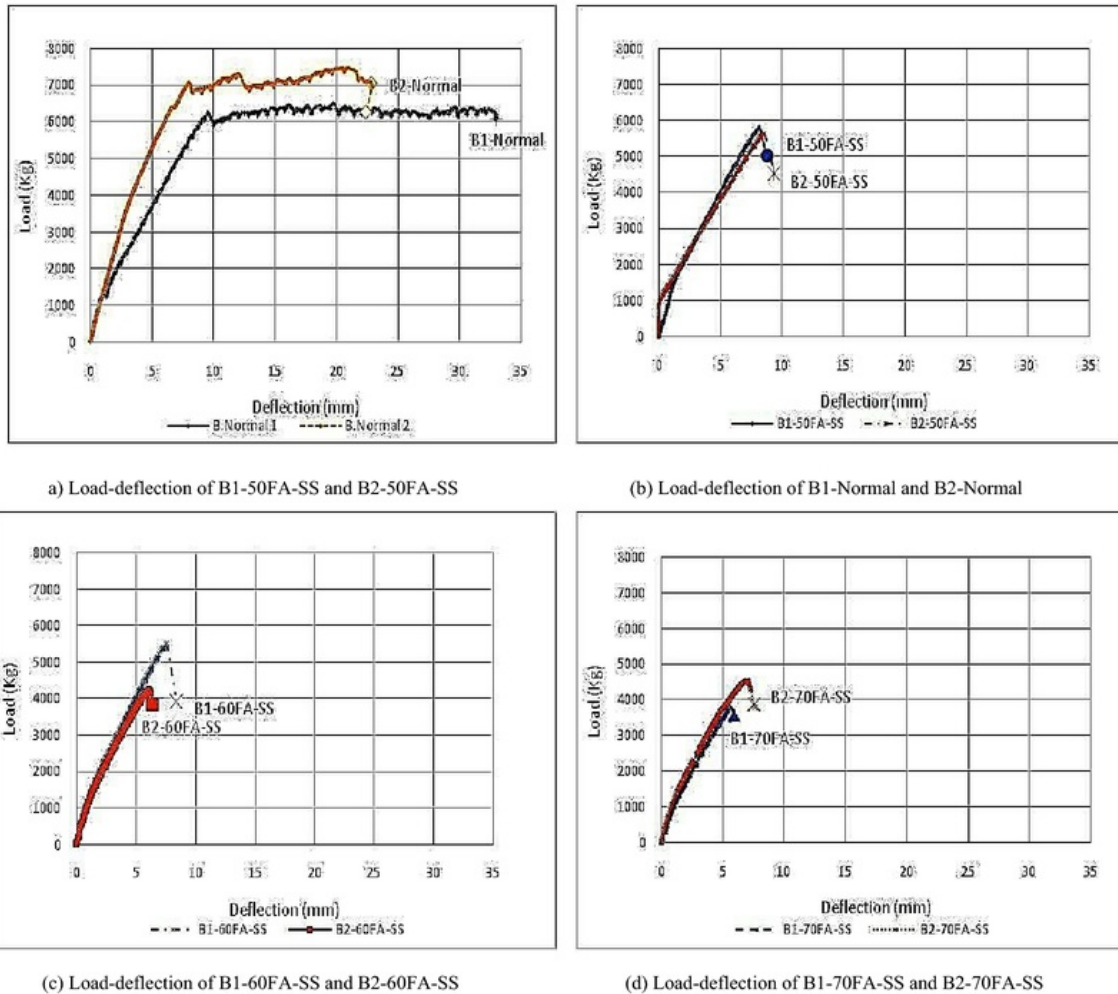 8000
7000
6000
5000
4000
3000
2000
1000
0
Load (Kg)
B2-Normal
B1-Normal
0 5 10 15 20 25 30 35
Deflection (mm)
B.Normal 1 B.Normal 2
8000
7000
6000
5000
4000
3000
2000
1000
0
Load (Kg)
B1-50FA-SS
B2-50FA-SS
0 5 10 15 20 25 30 35
Deflection (mm)
B1-50FA-SS B2-50FA-SS
a) Load-deflection of B1-50FA-SS and B2-50FA-SS
(b) Load-deflection of B1-Normal and B2-Normal
8000
7000
6000
5000
4000
3000
2000
1000
0
Load (Kg)
B1-60FA-SS
B2-60FA-SS
0 5 10 15 20 25 30 35
Deflection (mm)
B1-60FA-SS B2-60FA-SS
8000
7000
6000
5000
4000
3000
2000
1000
0
Load (Kg)
B2-70FA-SS
B1-70FA-SS
0 5 10 15 20 25 30 35
Deflection (mm)
B1-70FA-SS B2-70FA-SS
(c) Load-deflection of B1-60FA-SS and B2-60FA-SS
(d) Load-deflection of B1-70FA-SS and B2-70FA-SS